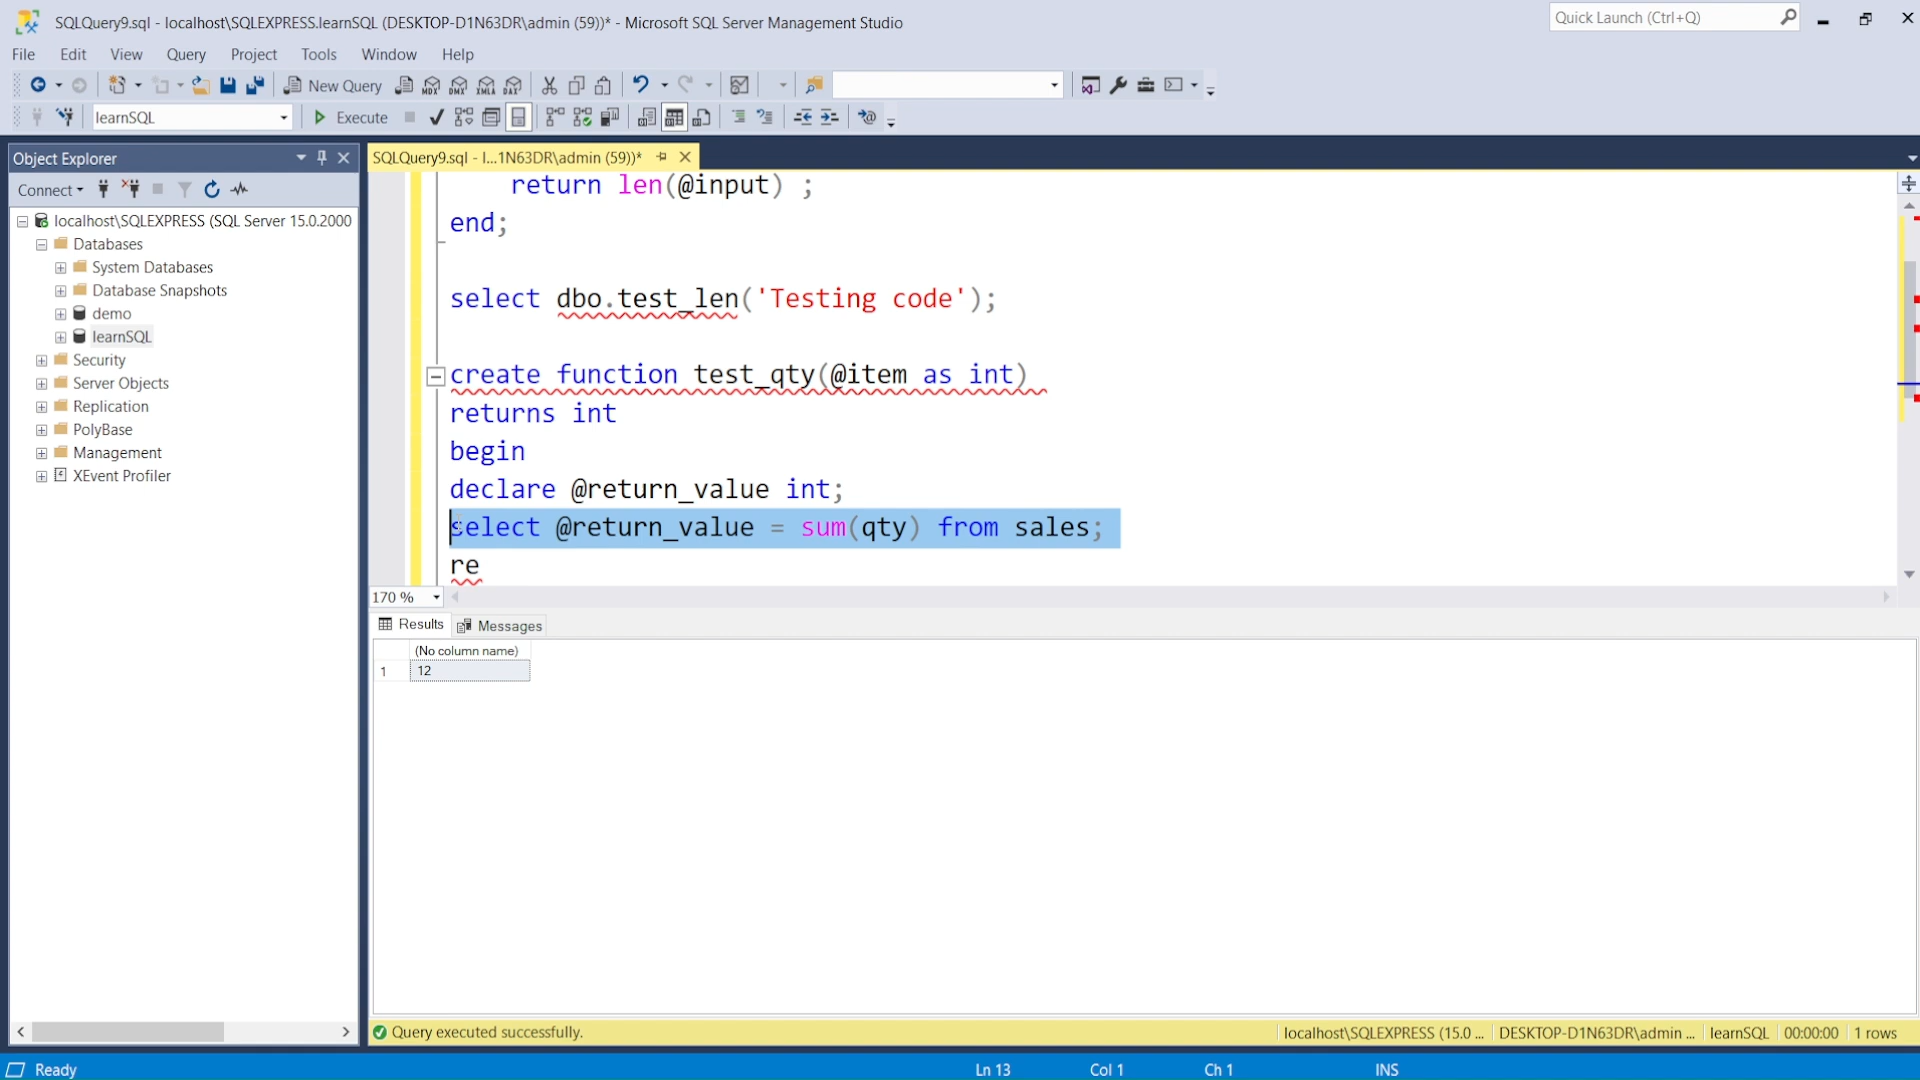 SQLQuery9.sql - localhost\SQLEXPRESS.learnSQL (DESKTOP-D1N63DR\admin (59))* - Microsoft SQL Server Management Studio
Quick Launch (Ctrl+Q)
File Edit View Query Project Tools Window Help
New Query MDX DMX XMLA DAX
learnSQL Execute
Object Explorer
Connect
localhost\SQLEXPRESS (SQL Server 15.0.2000
Databases
System Databases
Database Snapshots
demo
learnSQL
Security
Server Objects
Replication
PolyBase
Management
XEvent Profiler
SQLQuery9.sql - l...1N63DR\admin (59))*
return len(@input) ;
end;
select dbo.test_len('Testing code');
create function test_qty(@item as int)
returns int
begin
declare @return_value int;
select @return_value = sum(qty) from sales;
re
170 %
Results Messages
(No column name)
1 12
Query executed successfully.
localhost\SQLEXPRESS (15.0 ... DESKTOP-D1N63DR\admin ... learnSQL 00:00:00 1 rows
Ready Ln 13 Col 1 Ch 1 INS